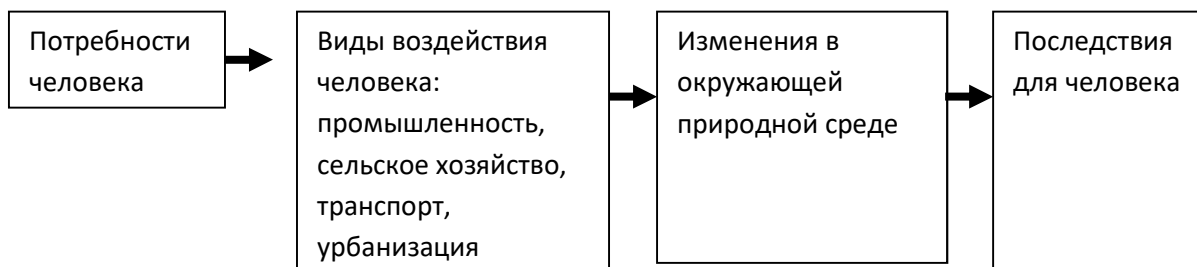 Потребности
человека
Виды воздействия
человека:
промышленность,
сельское хозяйство,
транспорт,
урбанизация
Изменения в
окружающей
природной среде
Последствия
для человека